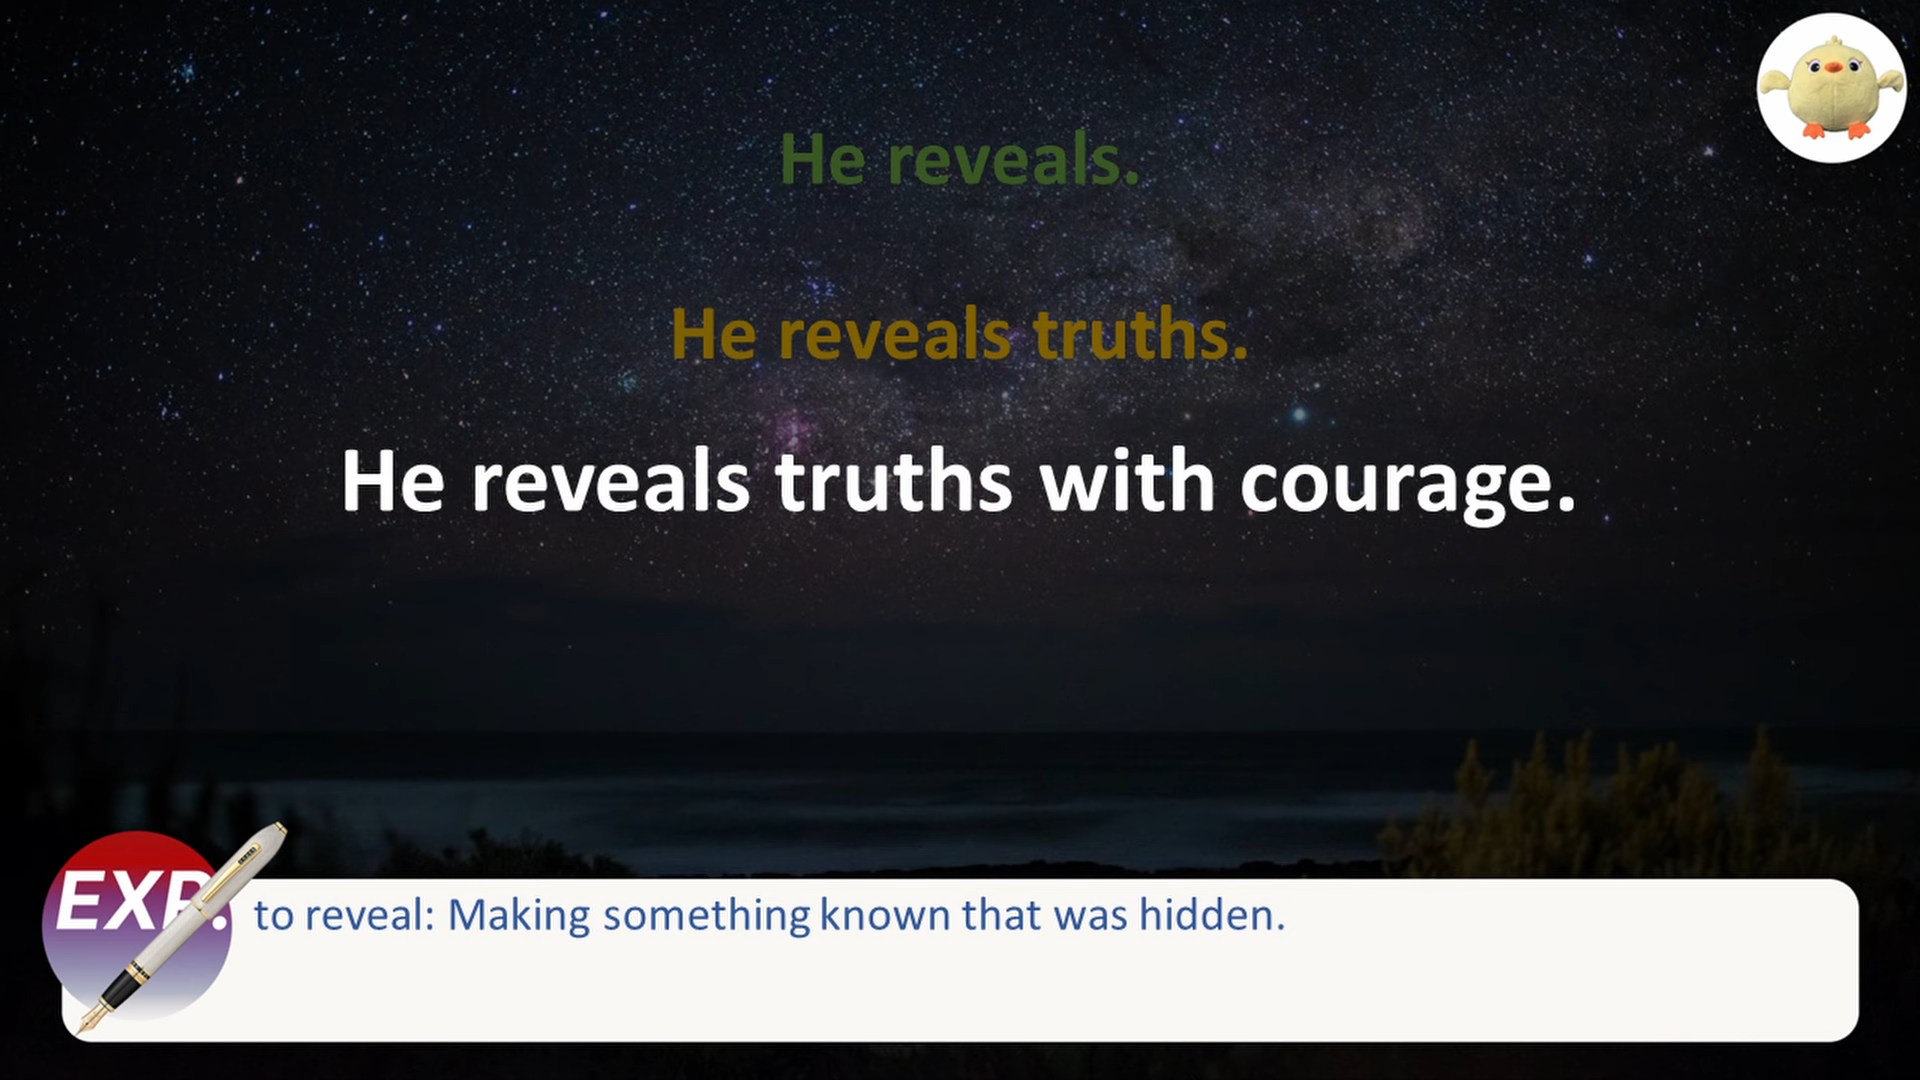 He reveals.
He reveals truths.
He reveals truths with courage.
EXP.
to reveal: Making something known that was hidden.